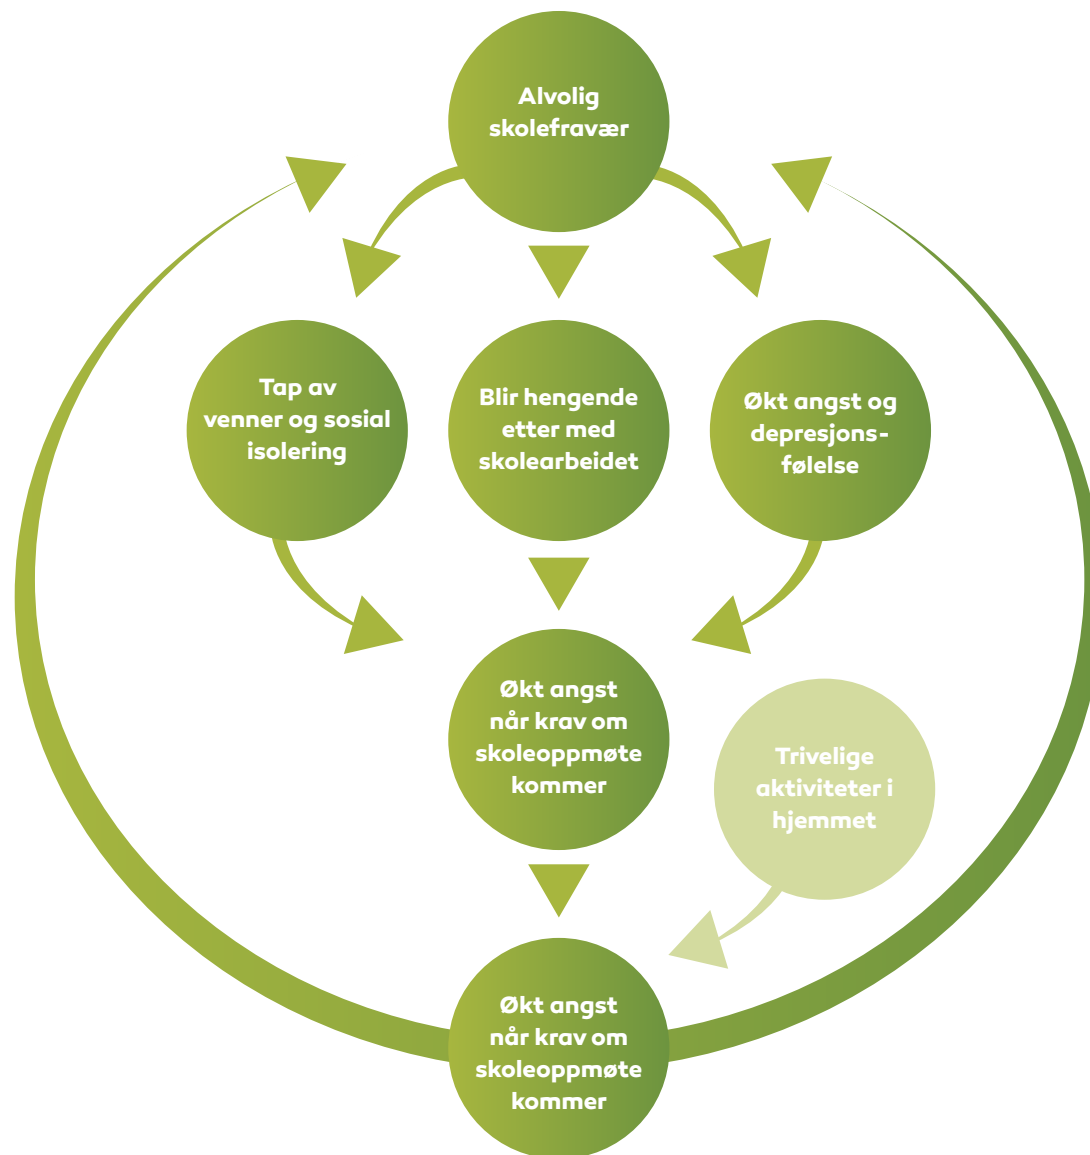 Alvolig
skolefravær
Tap av
venner og sosial
isolering
Blir hengende
etter med
skolearbeidet
Økt angst og
depresjons-
følelse
Økt angst
når krav om
skoleoppmøte
kommer
Trivelige
aktiviteter i
hjemmet
Økt angst
når krav om
skoleoppmøte
kommer